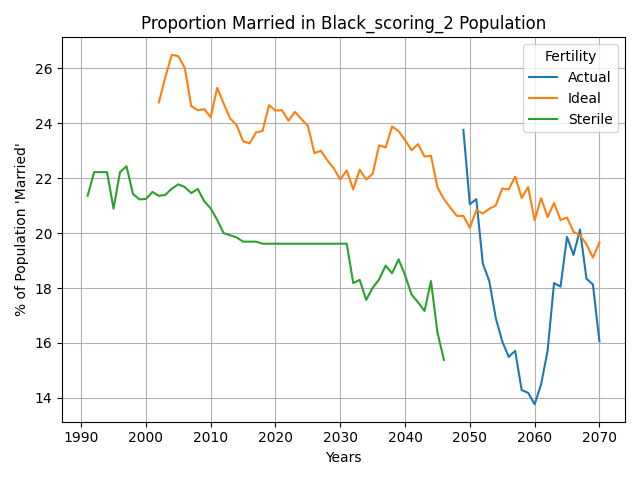 Proportion Married in Black_scoring_2 Population
Fertility
Actual
Ideal
Sterile
% of Population 'Married'
26
24
22
20
18
16
14
1990 2000 2010 2020 2030 2040 2050 2060 2070
Years